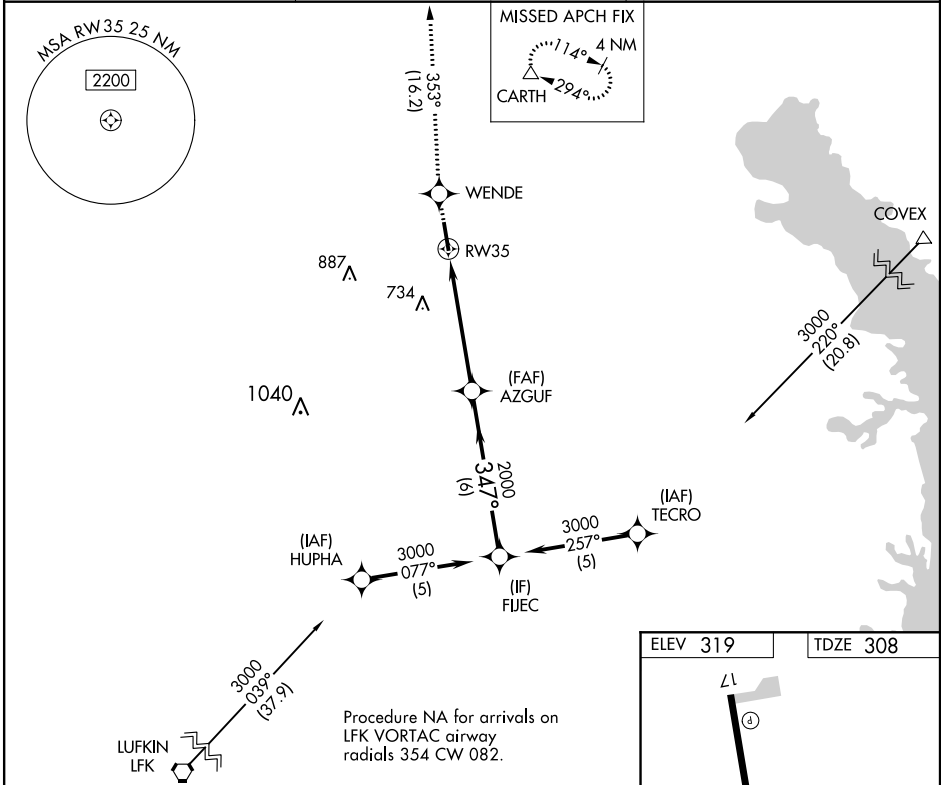 MSA RW35 25 NM
2200
353°
(16.2)
MISSED APCH FIX
114°
4 NM
CARTH
294°
WENDE
RW35
COVEX
887
734
3000
220°
(20.8)
1040
(FAF)
AZGUF
2000
347°
(6)
(IAF)
TECRO
3000
257°
(5)
(IAF)
HUPHA
3000
077°
(5)
(IF)
FIJEC
3000
039°
(37.9)
LUFKIN
LFK
Procedure NA for arrivals on
LFK VORTAC airway
radials 354 CW 082.
ELEV 319
TDZE 308
17
P